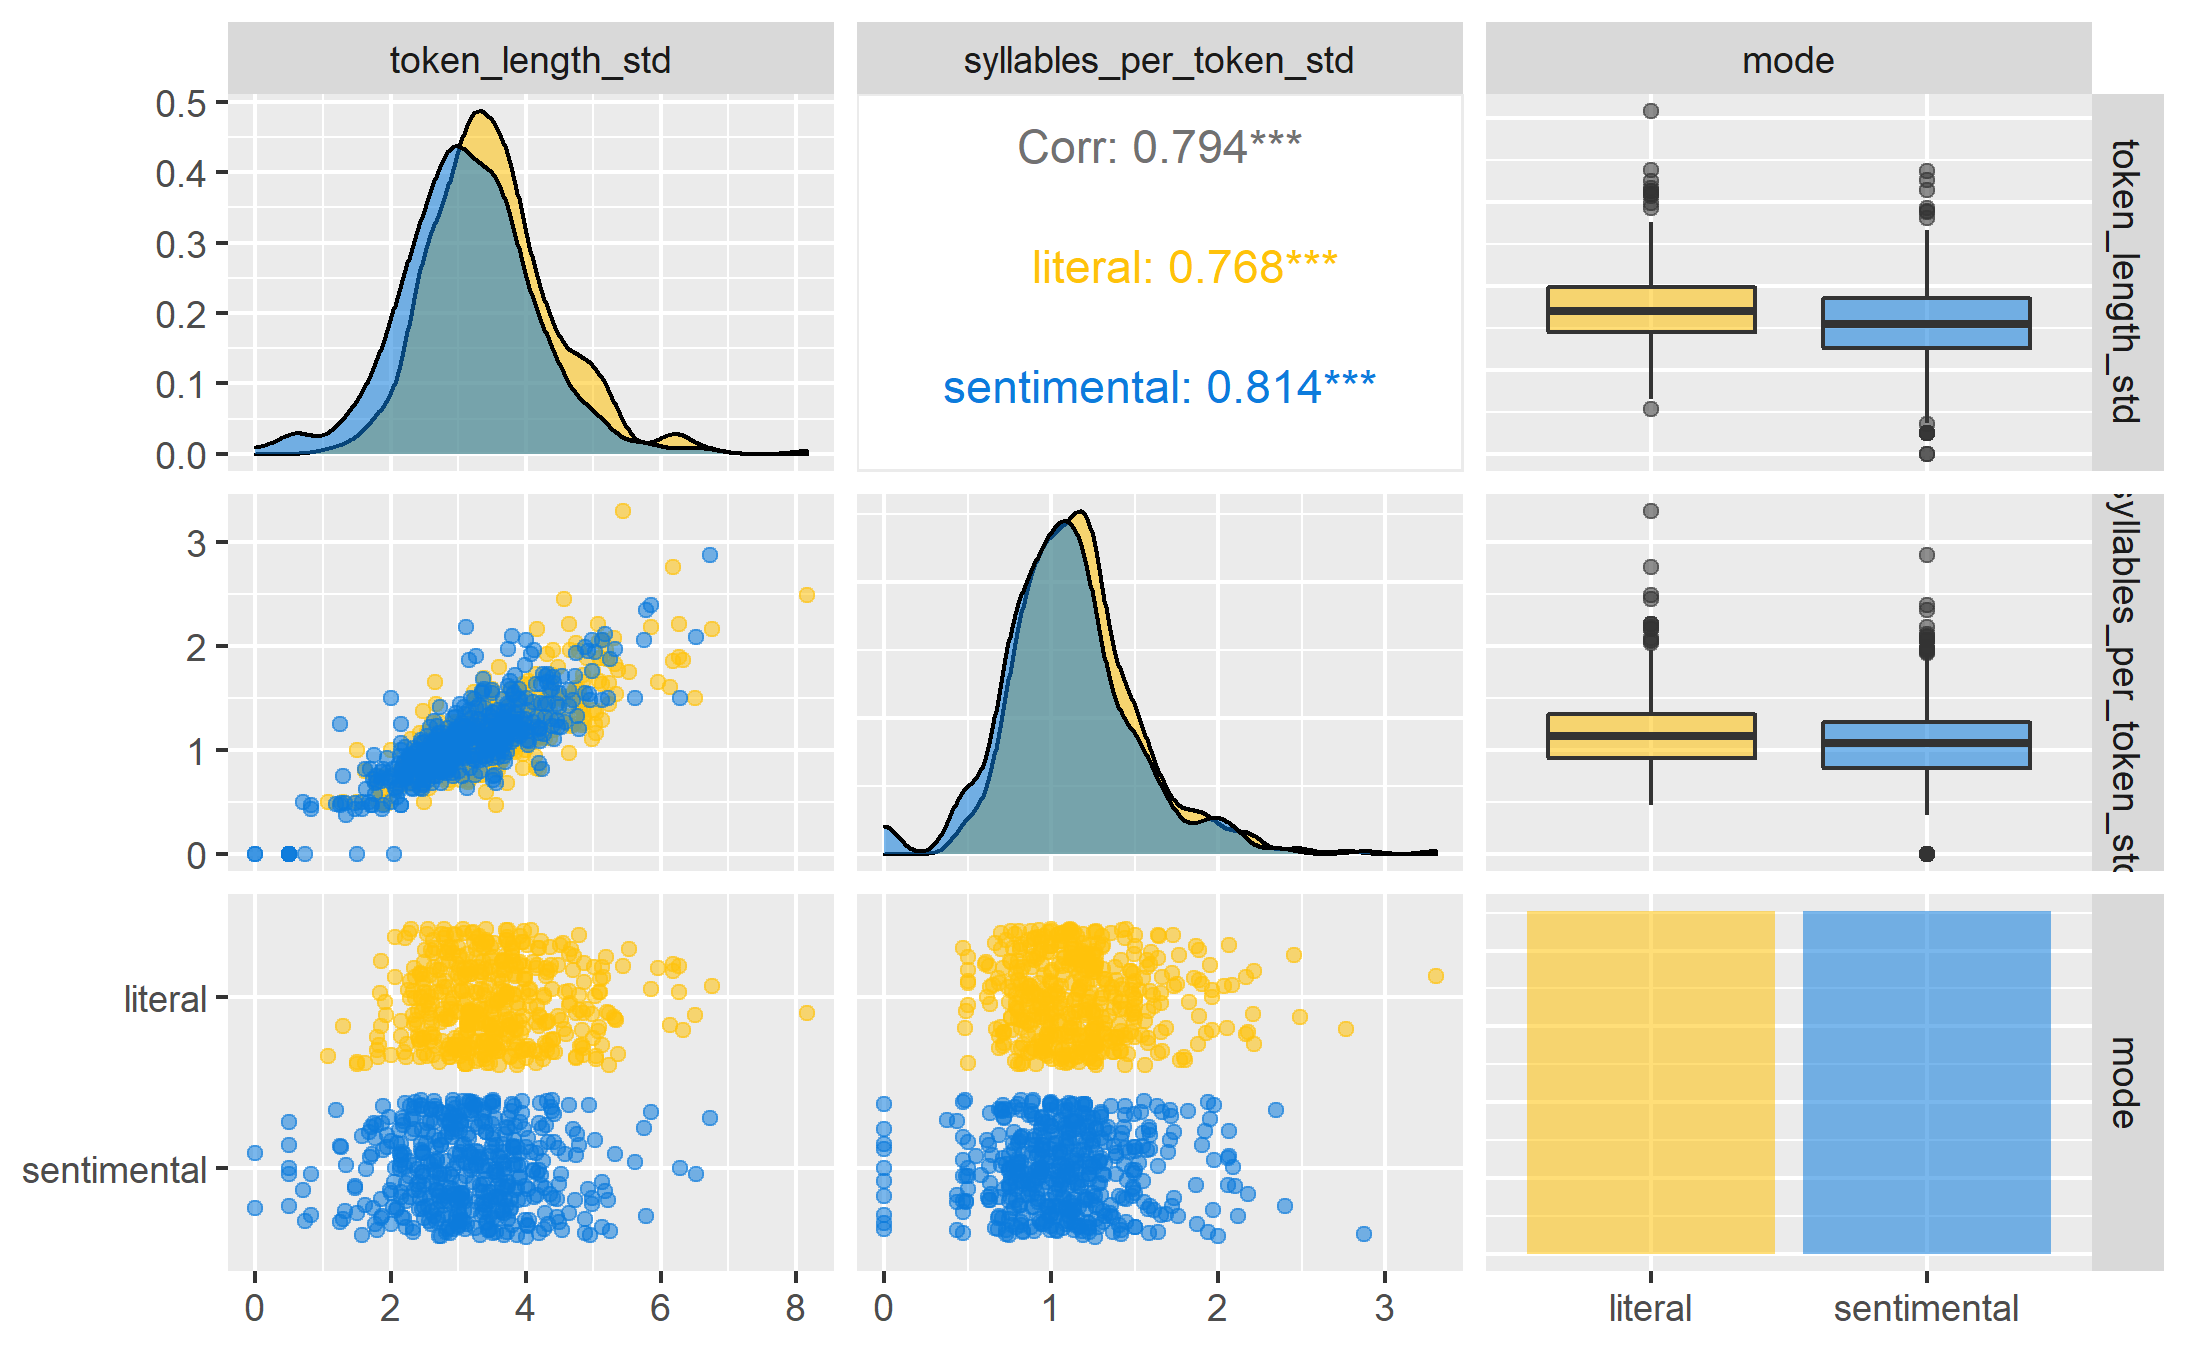 token_length_std
syllables_per_token_std
mode
0.5
0.4
0.3
0.2
0.1
0.0
Corr: 0.794***
literal: 0.768***
sentimental: 0.814***
token_length_std
3
2
1
0
syllables_per_token_std
literal
sentimental
mode
0 2 4 6 8
0 1 2 3
literal sentimental